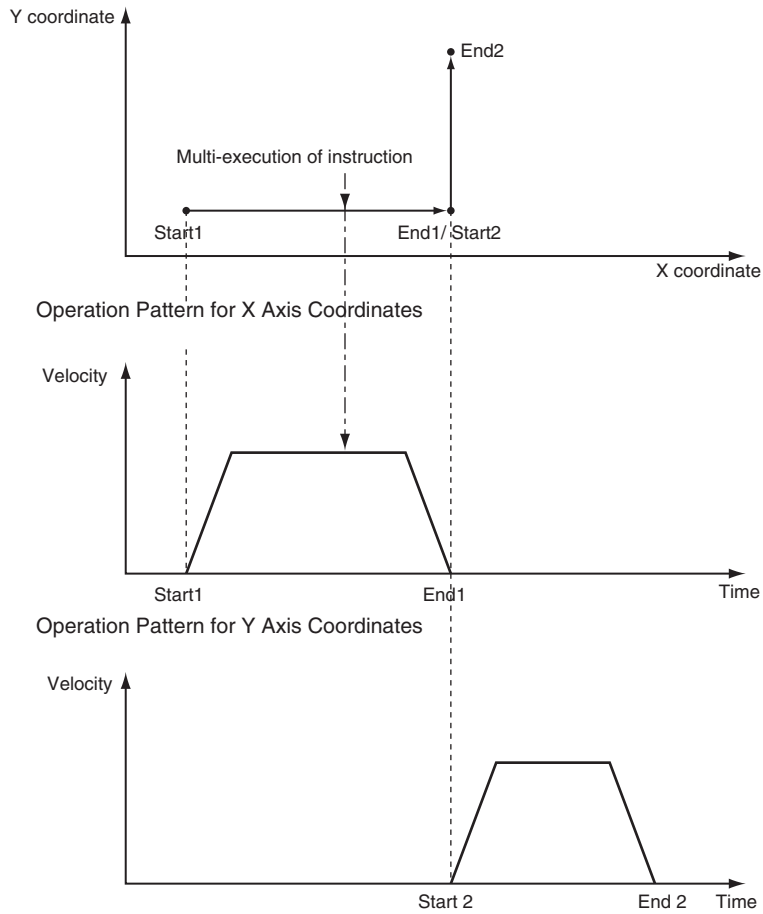 Y coordinate
End2
Multi-execution of instruction
Start1
End1/ Start2
X coordinate
Operation Pattern for X Axis Coordinates
Velocity
Start1
End1
Time
Operation Pattern for Y Axis Coordinates
Velocity
Start 2
End 2
Time